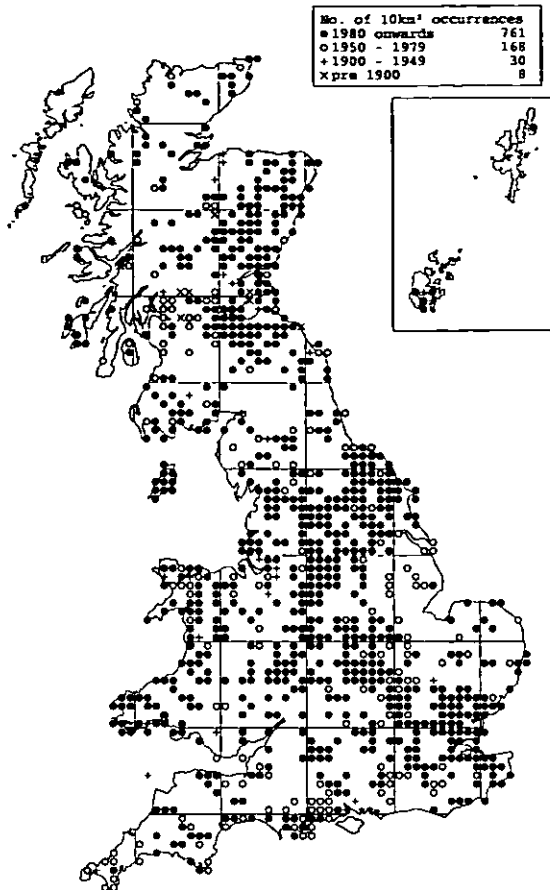 No. of 10km² occurrences
● 1980 onwards 761
○ 1950 - 1979 168
+ 1900 - 1949 30
x pre 1900 8